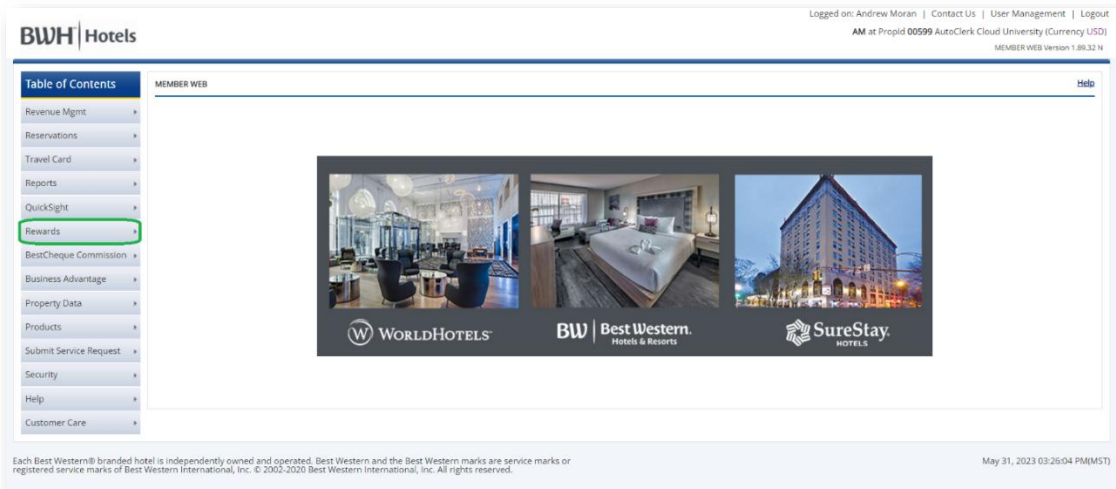 Logged on: Andrew Moran | Contact Us | User Management | Logout
BWH Hotels
AM at PropId 00599 AutoClerk Cloud University (Currency USD)
MEMBER WEB Version 1.89.32 N
Table of Contents
MEMBER WEB
Help
Revenue Mgmt
Reservations
Travel Card
Reports
QuickSight
Rewards
BestCheque Commission
Business Advantage
Property Data
Products
Submit Service Request
Security
Help
Customer Care
W WORLDHOTELS
BW Best Western.
Hotels & Resorts
SureStay.
HOTELS
Each Best Western® branded hotel is independently owned and operated. Best Western and the Best Western marks are service marks or
registered service marks of Best Western International, Inc. © 2002-2020 Best Western International, Inc. All rights reserved.
May 31, 2023 03:26:04 PM(MST)